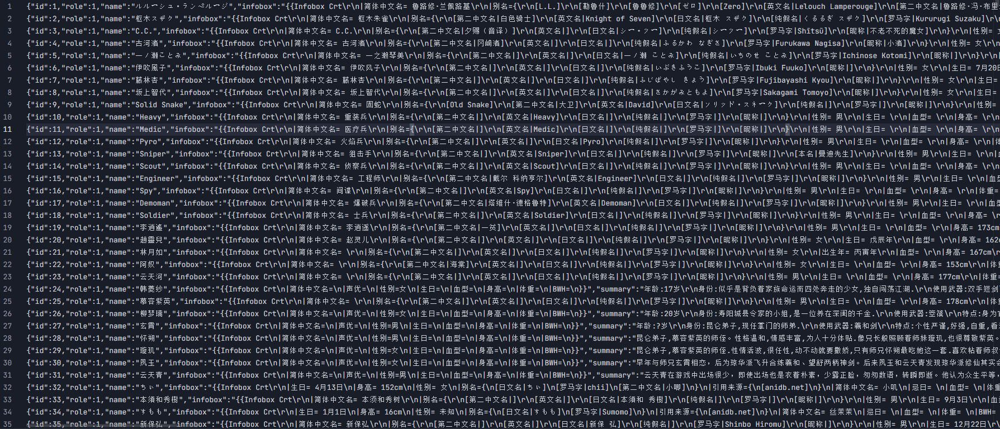 1 {"id":1,"role":1,"name":"ルルーシュ・ランペルージ","infobox":"{{Infobox Crt\r\n|简体中文名= 鲁路修·兰佩路基\r\n|别名={\r\n[L.L.]\r\n[勒鲁什]\r\n[鲁鲁修]\r\n[ゼロ]\r\n[Zero]\r\n[英文名|Lelouch Lamperouge]\r\n[第二中文名|鲁路修·冯·布里
2 {"id":2,"role":1,"name":"枢木スザク","infobox":"{{Infobox Crt\r\n|简体中文名= 枢木朱雀\r\n|别名={\r\n[第二中文名|白色骑士]\r\n[英文名|Knight of Seven]\r\n[日文名|枢木 スザク]\r\n[纯假名|くるるぎ スザク]\r\n[罗马字|Kururugi Suzaku]\r\n
3 {"id":3,"role":1,"name":"C.C.","infobox":"{{Infobox Crt\r\n|简体中文名= C.C.\r\n|别名={\r\n[第二中文名|夕赐（音译）]\r\n[英文名|]\r\n[日文名|シー・ツー]\r\n[纯假名|シーツー]\r\n[罗马字|Shītsū]\r\n[昵称|不老不死的魔女]\r\n}\r\n|性别=
4 {"id":4,"role":1,"name":"古河渚","infobox":"{{Infobox Crt\r\n|简体中文名= 古河渚\r\n|别名={\r\n[第二中文名|冈崎渚]\r\n[英文名|]\r\n[日文名|]\r\n[纯假名|ふるかわ なぎさ]\r\n[罗马字|Furukawa Nagisa]\r\n[昵称|小渚]\r\n}\r\n|性别= 女\r\n
5 {"id":5,"role":1,"name":"一ノ瀬ことみ","infobox":"{{Infobox Crt\r\n|简体中文名= 一之濑琴美\r\n|别名={\r\n[第二中文名|]\r\n[英文名|]\r\n[日文名|一ノ瀬 ことみ]\r\n[纯假名|いちのせ ことみ]\r\n[罗马字|Ichinose Kotomi]\r\n[昵称|]\r\n}\r\n|
6 {"id":6,"role":1,"name":"伊吹風子","infobox":"{{Infobox Crt\r\n|简体中文名= 伊吹风子\r\n|别名={\r\n[第二中文名|]\r\n[英文名|]\r\n[日文名|]\r\n[纯假名|いぶきふうこ]\r\n[罗马字|Ibuki Fuuko]\r\n[昵称|]\r\n}\r\n|性别= 女\r\n|生日= 7月20日
7 {"id":7,"role":1,"name":"藤林杏","infobox":"{{Infobox Crt\r\n|简体中文名= 藤林杏\r\n|别名={\r\n[第二中文名|]\r\n[英文名|]\r\n[日文名|]\r\n[纯假名|ふじばやし　きょう]\r\n[罗马字|Fujibayashi Kyou]\r\n[昵称|]\r\n}\r\n|性别= 女\r\n|生日=
8 {"id":8,"role":1,"name":"坂上智代","infobox":"{{Infobox Crt\r\n|简体中文名= 坂上智代\r\n|别名={\r\n[第二中文名|]\r\n[英文名|]\r\n[日文名|]\r\n[纯假名|さかがみともよ]\r\n[罗马字|Sakagami Tomoyo]\r\n[昵称|]\r\n}\r\n|性别= 女\r\n|生日=
9 {"id":9,"role":1,"name":"Solid Snake","infobox":"{{Infobox Crt\r\n|简体中文名= 固蛇\r\n|别名={\r\n[Old Snake]\r\n[第二中文名|大卫]\r\n[英文名|David]\r\n[日文名|ソリッド・スネーク]\r\n[纯假名|]\r\n[罗马字|]\r\n[昵称|]\r\n}\r\n|性别=
10 {"id":10,"role":1,"name":"Heavy","infobox":"{{Infobox Crt\r\n|简体中文名= 重装兵\r\n|别名={\r\n[第二中文名|]\r\n[英文名|Heavy]\r\n[日文名|]\r\n[纯假名|]\r\n[罗马字|]\r\n[昵称|]\r\n}\r\n|性别= 男\r\n|生日= \r\n|血型= \r\n|身高= \r\n
11 {"id":11,"role":1,"name":"Medic","infobox":"{{Infobox Crt\r\n|简体中文名= 医疗兵\r\n|别名={\r\n[第二中文名|]\r\n[英文名|Medic]\r\n[日文名|]\r\n[纯假名|]\r\n[罗马字|]\r\n[昵称|]\r\n}\r\n|性别= 男\r\n|生日= \r\n|血型= \r\n|身高= \r\n
12 {"id":12,"role":1,"name":"Pyro","infobox":"{{Infobox Crt\r\n|简体中文名= 火焰兵\r\n|别名={\r\n[第二中文名|]\r\n[英文名|]\r\n[日文名|Pyro]\r\n[纯假名|]\r\n[罗马字|]\r\n[昵称|]\r\n}\r\n|性别= 男\r\n|生日= \r\n|血型= \r\n|身高= \r\n|体
13 {"id":13,"role":1,"name":"Sniper","infobox":"{{Infobox Crt\r\n|简体中文名= 狙击手\r\n|别名={\r\n[第二中文名|]\r\n[英文名|Sniper]\r\n[日文名|]\r\n[纯假名|]\r\n[罗马字|]\r\n[昵称|]\r\n[本名|曼迪先生]\r\n}\r\n|性别= 男\r\n|生日= \r\n|
14 {"id":14,"role":1,"name":"Scout","infobox":"{{Infobox Crt\r\n|简体中文名= 侦察兵\r\n|别名={\r\n[第二中文名|]\r\n[英文名|Scout]\r\n[日文名|]\r\n[纯假名|]\r\n[罗马字|]\r\n[昵称|]\r\n}\r\n|性别= 男\r\n|生日= \r\n|血型= \r\n|身高= \r\n
15 {"id":15,"role":1,"name":"Engineer","infobox":"{{Infobox Crt\r\n|简体中文名= 工程师\r\n|别名={\r\n[第二中文名|戴尔 科纳亨尔]\r\n[英文名|Engineer]\r\n[日文名|]\r\n[纯假名|]\r\n[罗马字|]\r\n[昵称|]\r\n}\r\n|性别= 男\r\n|生日= \r\n|血型
16 {"id":16,"role":1,"name":"Spy","infobox":"{{Infobox Crt\r\n|简体中文名= 间谍\r\n|别名={\r\n[第二中文名|]\r\n[英文名|Spy]\r\n[日文名|]\r\n[纯假名|]\r\n[罗马字|]\r\n[昵称|]\r\n}\r\n|性别= 男\r\n|生日= \r\n|血型= \r\n|身高= \r\n|体重=
17 {"id":17,"role":1,"name":"Demoman","infobox":"{{Infobox Crt\r\n|简体中文名= 爆破兵\r\n|别名={\r\n[第二中文名|塔维什·德格鲁特]\r\n[英文名|Demoman]\r\n[日文名|]\r\n[纯假名|]\r\n[罗马字|]\r\n[昵称|]\r\n}\r\n|性别= 男\r\n|生日= \r\n|血
18 {"id":18,"role":1,"name":"Soldier","infobox":"{{Infobox Crt\r\n|简体中文名= 士兵\r\n|别名={\r\n[第二中文名|]\r\n[英文名|Soldier]\r\n[日文名|]\r\n[纯假名|]\r\n[罗马字|]\r\n[昵称|]\r\n}\r\n|性别= 男\r\n|生日= \r\n|血型= \r\n|身高= \r
19 {"id":19,"role":1,"name":"李逍遙","infobox":"{{Infobox Crt\r\n|简体中文名= 李逍遥\r\n|别名={\r\n[第二中文名|一贫]\r\n[英文名|]\r\n[日文名|]\r\n[纯假名|]\r\n[罗马字|]\r\n[昵称|]\r\n}\r\n|性别= 男\r\n|生日= \r\n|血型= \r\n|身高= 173cm
20 {"id":20,"role":1,"name":"趙靈兒","infobox":"{{Infobox Crt\r\n|简体中文名= 赵灵儿\r\n|别名={\r\n[第二中文名|]\r\n[英文名|]\r\n[日文名|]\r\n[纯假名|]\r\n[罗马字|]\r\n[昵称|]\r\n}\r\n|性别= 女\r\n|生日= 戊辰年\r\n|血型= \r\n|身高= 162c
21 {"id":21,"role":1,"name":"林月如","infobox":"{{Infobox Crt\r\n|简体中文名= \r\n|别名={\r\n[第二中文名|]\r\n[英文名|]\r\n[日文名|]\r\n[纯假名|]\r\n[罗马字|]\r\n[昵称|]\r\n}\r\n|性别= 女\r\n|出生年= 丙寅年\r\n|血型= \r\n|身高= 167cm\r
22 {"id":22,"role":1,"name":"阿奴","infobox":"{{Infobox Crt\r\n|简体中文名= \r\n|别名={\r\n[第二中文名|海棠]\r\n[英文名|]\r\n[日文名|]\r\n[纯假名|]\r\n[罗马字|]\r\n[昵称|]\r\n}\r\n|性别= 女\r\n|生日= \r\n|血型= \r\n|身高= 153cm\r\n|体重
23 {"id":23,"role":1,"name":"云天河","infobox":"{{Infobox Crt\r\n|简体中文名= \r\n|别名={\r\n[第二中文名|]\r\n[英文名|]\r\n[日文名|]\r\n[纯假名|]\r\n[罗马字|]\r\n[昵称|]\r\n}\r\n|性别= 男\r\n|生日= \r\n|血型= \r\n|身高= 177cm\r\n|体重=
24 {"id":24,"role":1,"name":"韩菱纱","infobox":"{{Infobox Crt\n|简体中文名=\n|声优=\n|性别=女\n|生日=\n|血型=\n|身高=\n|体重=\n|BWH=\n}}","summary":"年龄:17岁\r\n身份:似乎是背负着家族命运而四处奔走的少女,独自闯荡江湖.\r\n使用武器:双手短剑
25 {"id":25,"role":1,"name":"慕容紫英","infobox":"{{Infobox Crt\r\n|简体中文名= \r\n|别名={\r\n[第二中文名|]\r\n[英文名|]\r\n[日文名|]\r\n[纯假名|]\r\n[罗马字|]\r\n[昵称|]\r\n}\r\n|性别= 男\r\n|生日= \r\n|血型= \r\n|身高= 178cm\r\n|体
26 {"id":26,"role":1,"name":"柳梦璃","infobox":"{{Infobox Crt\n|简体中文名=\n|声优=\n|性别=女\n|生日=\n|血型=\n|身高=\n|体重=\n|BWH=\n}}","summary":"年龄:20岁\r\n身份:寿阳城县令家的小姐,是一位养在深闺的千金.\r\n使用武器:箜篌\r\n特点:身为官
27 {"id":27,"role":1,"name":"玄霄","infobox":"{{Infobox Crt\n|简体中文名=\n|声优=\n|性别=男\n|生日=\n|血型=\n|身高=\n|体重=\n|BWH=\n}}","summary":"年龄:?岁\r\n身份:昆仑弟子,现任掌门的师弟.\r\n使用武器:羲和剑\r\n特点:个性严谨,好强,自重,看
28 {"id":28,"role":1,"name":"怀朔","infobox":"{{Infobox Crt\n|简体中文名=\n|声优=\n|性别=男\n|生日=\n|血型=\n|身高=\n|体重=\n|BWH=\n}}","summary":"昆仑弟子,慕容紫英的师侄。性格温和,情感丰富,为人十分体贴.像兄长般照顾着师妹璇玑,也很尊敬紫英。
29 {"id":29,"role":1,"name":"璇玑","infobox":"{{Infobox Crt\n|简体中文名=\n|声优=\n|性别=女\n|生日=\n|血型=\n|身高=\n|体重=\n|BWH=\n}}","summary":"昆仑弟子,慕容紫英的师侄.性情活波,很任性,动不动就要撒娇,只有师兄怀朔最吃她这一套.喜欢粘着师叔
30 {"id":30,"role":1,"name":"夙玉","infobox":"{{Infobox Crt\n|简体中文名=\n|声优=\n|性别=女\n|生日=\n|血型=\n|身高=\n|体重=\n|BWH=\n}}","summary":"早年与师兄玄霄相恋，后为琼华派飞升合练羲和、望舒两柄神剑。后来夙玉和云天青发现琼华派修仙其实会
31 {"id":31,"role":1,"name":"云天青","infobox":"{{Infobox Crt\n|简体中文名=\n|声优=\n|性别=男\n|生日=\n|血型=\n|身高=\n|体重=\n|BWH=\n}}","summary":"云天青在游戏中出场很少，即使出场也是衣着朴素，少露正脸，匆匆数语，转瞬即逝。他认为众生平等，
32 {"id":32,"role":1,"name":"ちぃ","infobox":"{{Infobox Crt\n|生日= 4月13日\n|身高= 152cm\n|性别= 女\n|别名={\n[日文名|ちぃ]\n[罗马字|chii]\n[第二中文名|小唧]\n}\n|引用来源={\n[anidb.net]\n}\n|简体中文名= 小叽\n|忌日= \n|血型= \n|体重
33 {"id":33,"role":1,"name":"本須和秀樹","infobox":"{{Infobox Crt\r\n|简体中文名= 本须和秀树\r\n|别名={\r\n[第二中文名|]\r\n[英文名|]\r\n[日文名|本須和 秀樹]\r\n[纯假名|]\r\n[罗马字|]\r\n[昵称|]\r\n}\r\n|性别= 男\r\n|生日= 9月3日\r\n|血
34 {"id":34,"role":1,"name":"すもも","infobox":"{{Infobox Crt\n|生日= 1月1日\n|身高= 16cm\n|性别= 未知\n|别名={\n[日文名|すもも]\n[罗马字|Sumomo]\n}\n|引用来源={\n[anidb.net]\n}\n|简体中文名= 丝茉茉\n|忌日= \n|血型= \n|体重= \n|BWH=
35 {"id":35,"role":1,"name":"新保弘","infobox":"{{Infobox Crt\r\n|简体中文名= 新保弘\r\n|别名={\r\n[第二中文名|]\r\n[英文名|]\r\n[日文名|新保 弘]\r\n[纯假名|]\r\n[罗马字|Shinbo Hiromu]\r\n[昵称|]\r\n}\r\n|性别= 男\r\n|生日= 12月22日\r